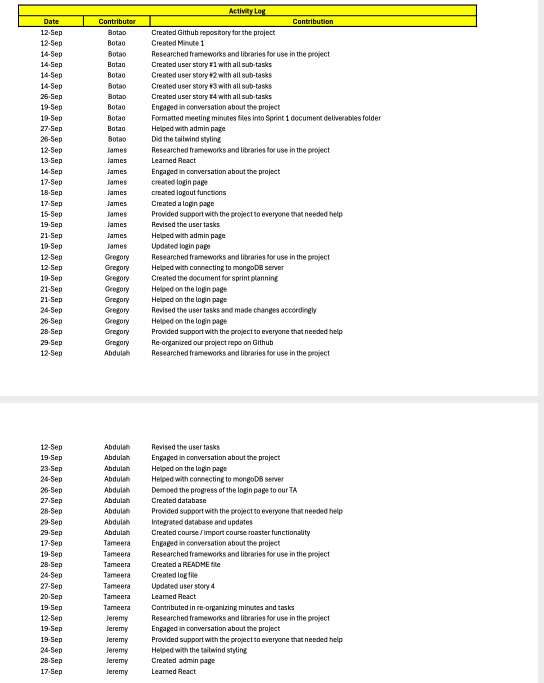 Activity Log
Date Contributor Contribution
12-Sep Botao Created Github repository for the project
12-Sep Botao Created Minute 1
14-Sep Botao Researched frameworks and libraries for use in the project
14-Sep Botao Created user story #1 with all sub-tasks
14-Sep Botao Created user story #2 with all sub-tasks
14-Sep Botao Created user story #3 with all sub-tasks
26-Sep Botao Created user story #4 with all sub-tasks
19-Sep Botao Engaged in conversation about the project
19-Sep Botao Formatted meeting minutes files into Sprint 1 document deliverables folder
27-Sep Botao Helped with admin page
26-Sep Botao Did the tailwind styling
12-Sep James Researched frameworks and libraries for use in the project
13-Sep James Learned React
14-Sep James Engaged in conversation about the project
17-Sep James created login page
18-Sep James created logout functions
17-Sep James Created a login page
15-Sep James Provided support with the project to everyone that needed help
19-Sep James Revised the user tasks
21-Sep James Helped with admin page
19-Sep James Updated login page
12-Sep Gregory Researched frameworks and libraries for use in the project
12-Sep Gregory Helped with connecting to mongoDB server
19-Sep Gregory Created the document for sprint planning
21-Sep Gregory Helped on the login page
21-Sep Gregory Helped on the login page
24-Sep Gregory Revised the user tasks and made changes accordingly
26-Sep Gregory Helped on the login page
28-Sep Gregory Provided support with the project to everyone that needed help
29-Sep Gregory Re-organized our project repo on Github
12-Sep Abdulah Researched frameworks and libraries for use in the project
12-Sep Abdulah Revised the user tasks
19-Sep Abdulah Engaged in conversation about the project
23-Sep Abdulah Helped on the login page
24-Sep Abdulah Helped with connecting to mongoDB server
26-Sep Abdulah Demoed the progress of the login page to our TA
27-Sep Abdulah Created database
28-Sep Abdulah Provided support with the project to everyone that needed help
29-Sep Abdulah Integrated database and updates
29-Sep Abdulah Created course / import course roaster functionality
17-Sep Tameera Engaged in conversation about the project
19-Sep Tameera Researched frameworks and libraries for use in the project
28-Sep Tameera Created a README file
24-Sep Tameera Created log file
27-Sep Tameera Updated user story 4
20-Sep Tameera Learned React
19-Sep Tameera Contributed in re-organizing minutes and tasks
12-Sep Jeremy Researched frameworks and libraries for use in the project
19-Sep Jeremy Engaged in conversation about the project
19-Sep Jeremy Provided support with the project to everyone that needed help
24-Sep Jeremy Helped with the tailwind styling
28-Sep Jeremy Created admin page
17-Sep Jeremy Learned React